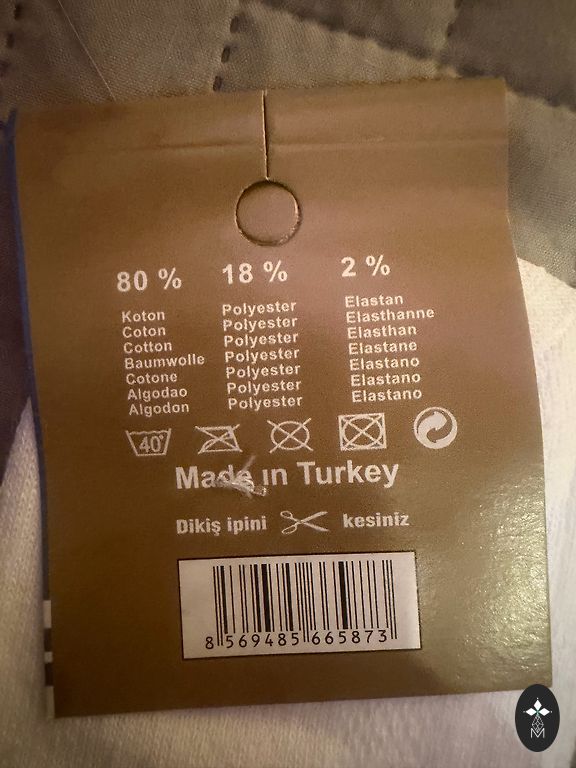 80 % 18 % 2 %
Koton Polyester Elastan
Coton Polyester Elasthanne
Cotton Polyester Elasthan
Baumwolle Polyester Elastane
Cotone Polyester Elastano
Algodao Polyester Elastano
Algodon Polyester Elastano
40°
Made in Turkey
Dikiş ipini kesiniz
8 569485 665873
M